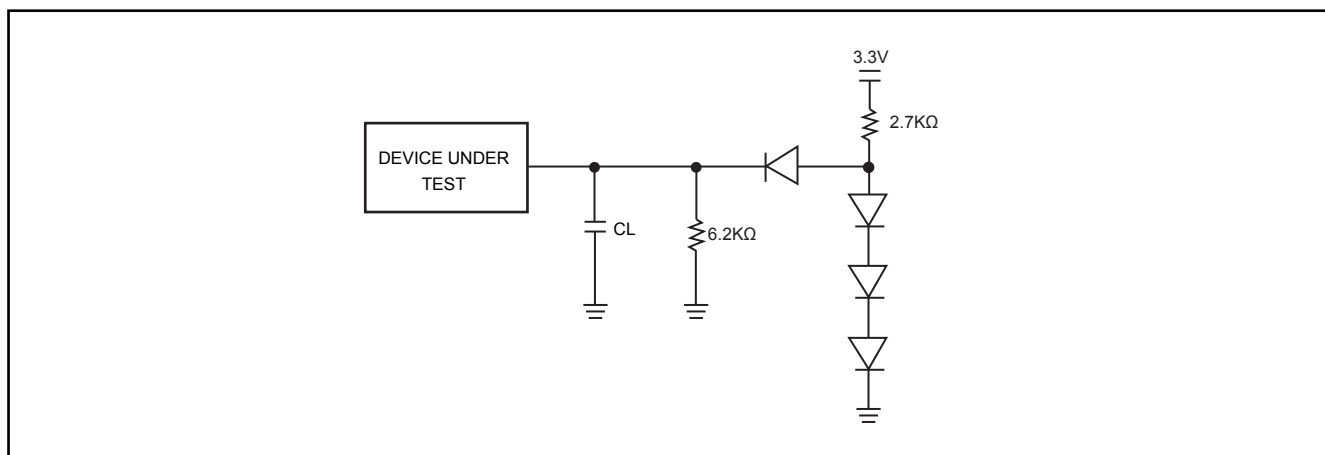 3.3V
2.7KΩ
DEVICE UNDER
TEST
CL
6.2KΩ